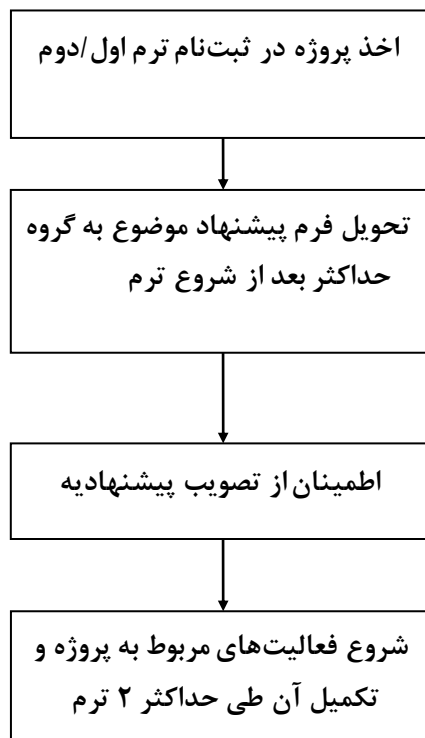 اخذ پروژه در ثبت‌نام ترم اول/دوم
تحویل فرم پیشنهاد موضوع به گروه
حداکثر بعد از شروع ترم
اطمینان از تصویب پیشنهادیه
شروع فعالیت‌های مربوط به پروژه و
تکمیل آن طی حداکثر ۲ ترم